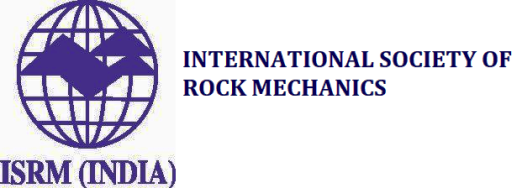 INTERNATIONAL SOCIETY OF
ROCK MECHANICS
ISRM (INDIA)